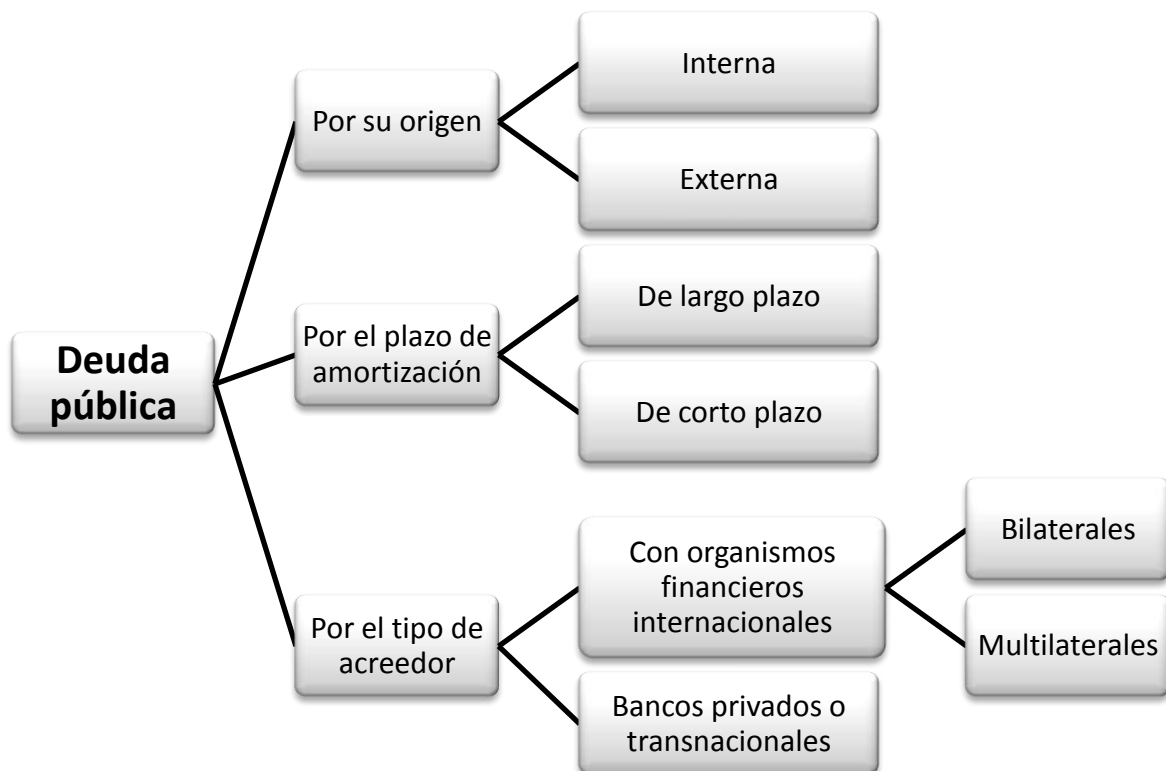 Deuda
pública
Por su origen
Interna
Externa
Por el plazo de
amortización
De largo plazo
De corto plazo
Por el tipo de
acreedor
Con organismos
financieros
internacionales
Bilaterales
Multilaterales
Bancos privados o
transnacionales